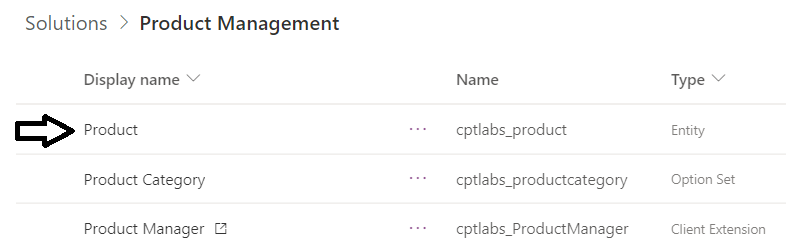 Solutions > Product Management
Display name Name Type
Product ... cptlabs_product Entity
Product Category ... cptlabs_productcategory Option Set
Product Manager ... cptlabs_ProductManager Client Extension